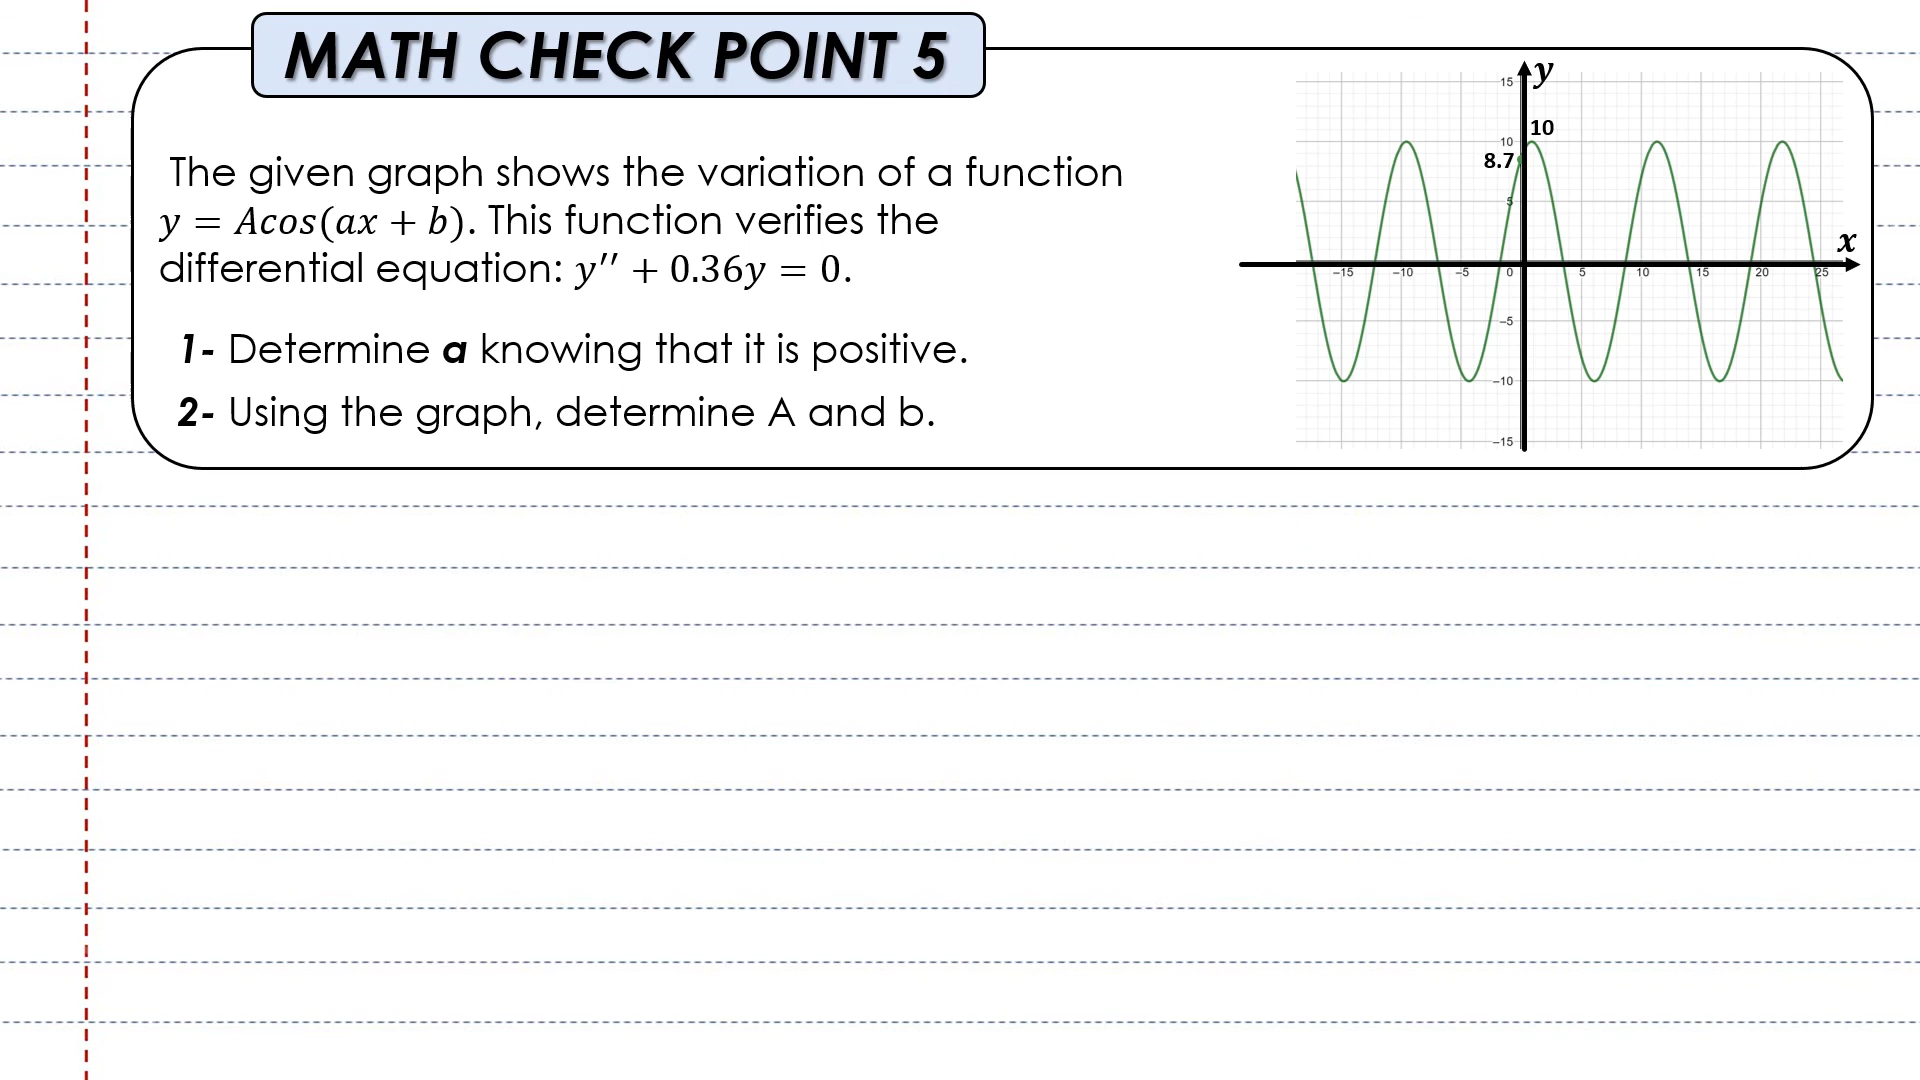 MATH CHECK POINT 5
The given graph shows the variation of a function
y = Acos(ax + b). This function verifies the
differential equation: y′′ + 0.36y = 0.
1- Determine a knowing that it is positive.
2- Using the graph, determine A and b.
y
15
10
10
8.7
5
x
−15 −10 −5 0 5 10 15 20 25
−5
−10
−15